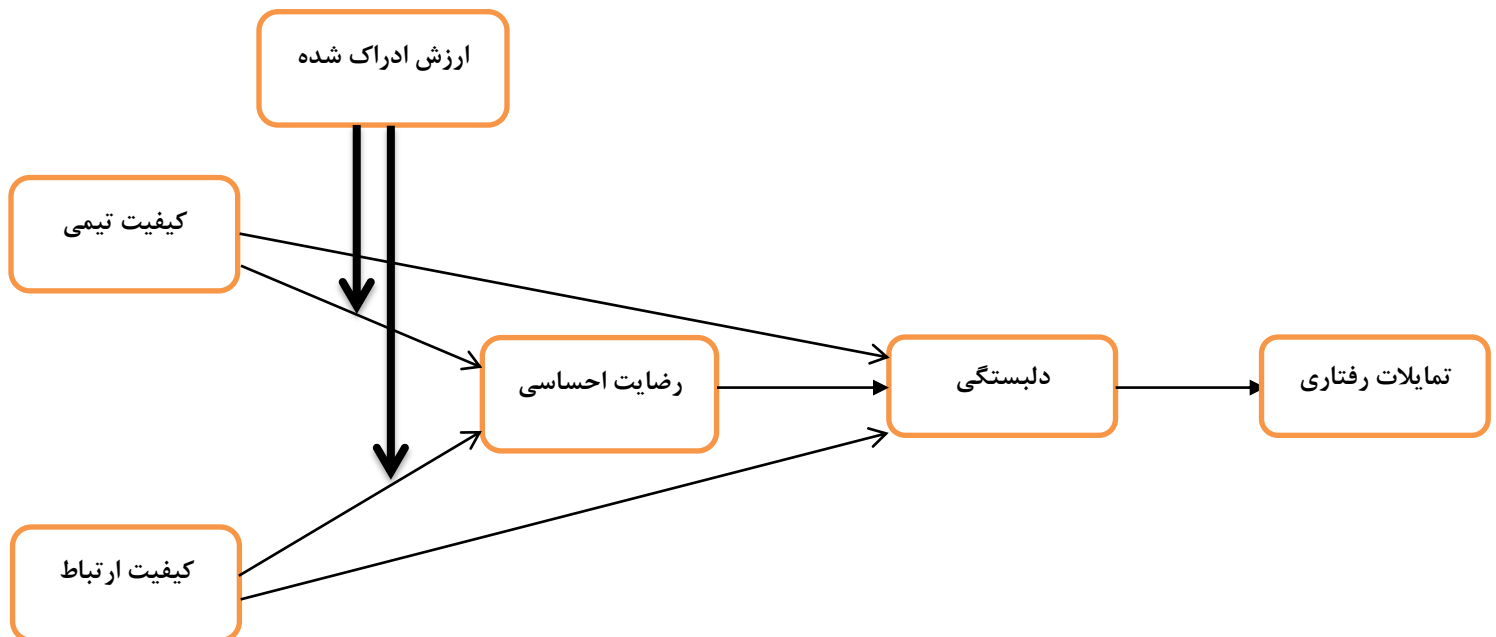 ارزش ادراک شده
کیفیت تیمی
رضایت احساسی
دلبستگی
تمایلات رفتاری
کیفیت ارتباط